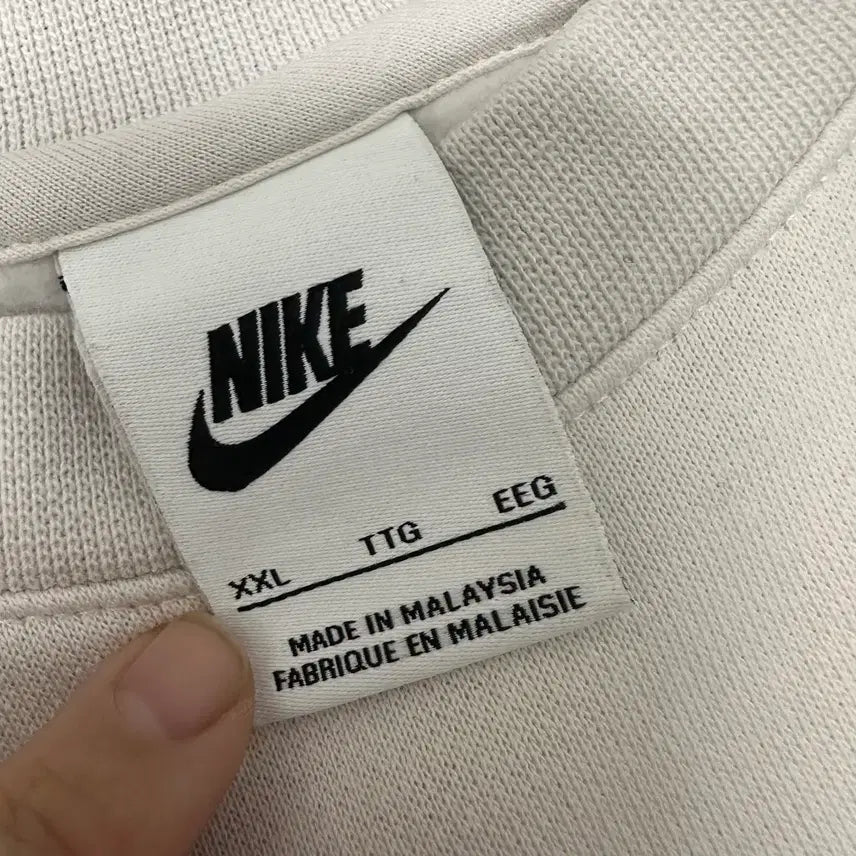 NIKE
XXL TTG EEG
MADE IN MALAYSIA
FABRIQUE EN MALAISIE